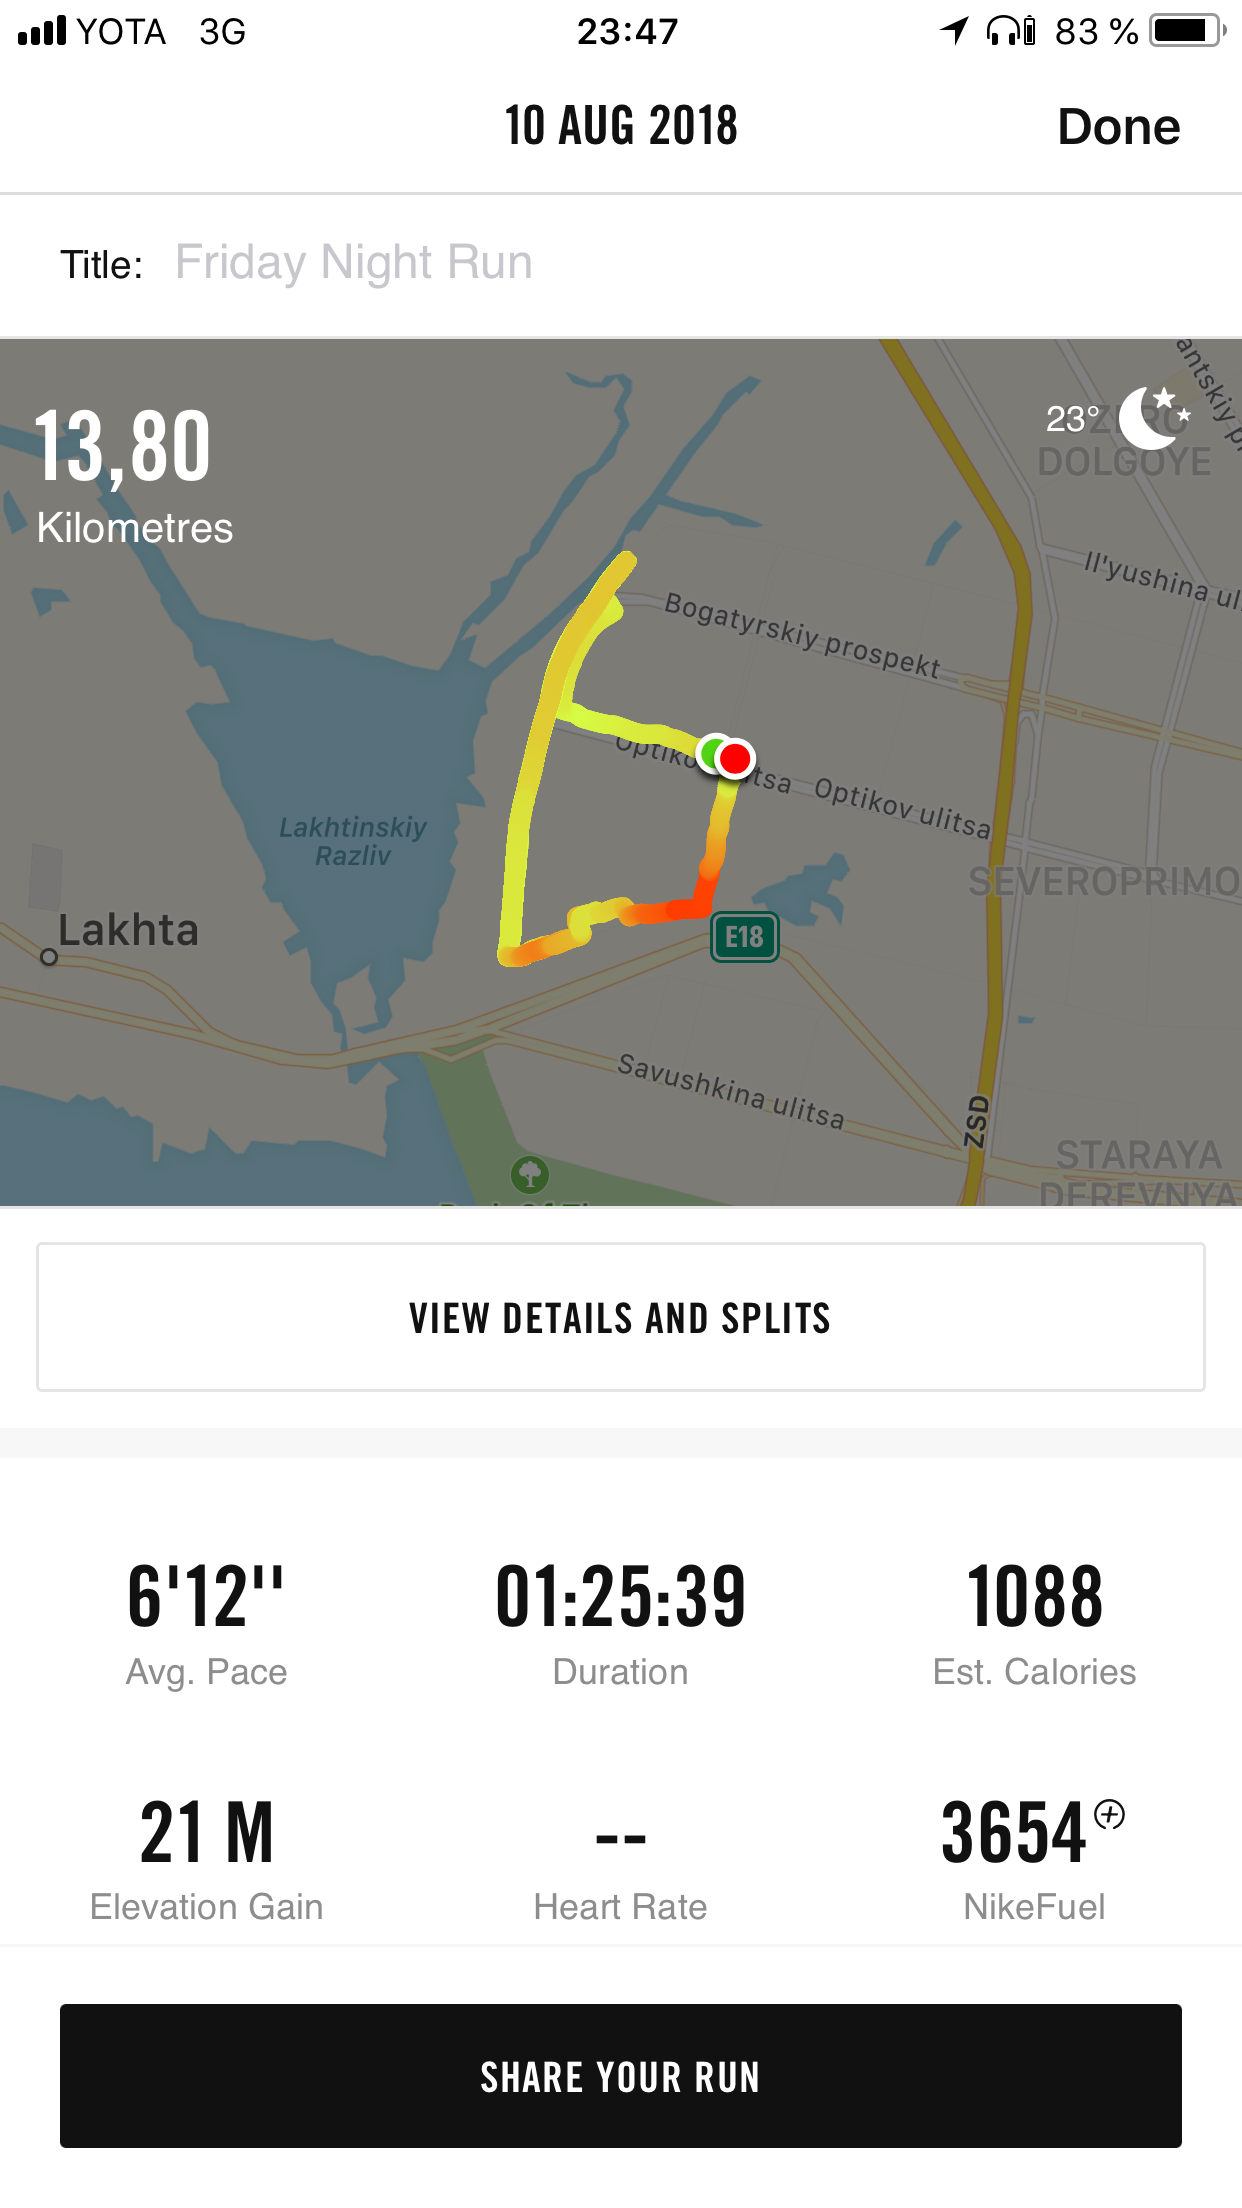 YOTA 3G 23:47 83 %
10 AUG 2018 Done
Title: Friday Night Run
13,80
Kilometres
23°
DOLGOYE
Il'yushina ul
Bogatyrskiy prospekt
Optikov ulitsa
Lakhtinskiy
Razliv
SEVEROPRIMO
Lakhta
E18
Savushkina ulitsa
ZSD
STARAYA
DEREVNYA
VIEW DETAILS AND SPLITS
6'12'' 01:25:39 1088
Avg. Pace Duration Est. Calories
21 M -- 3654
Elevation Gain Heart Rate NikeFuel
SHARE YOUR RUN